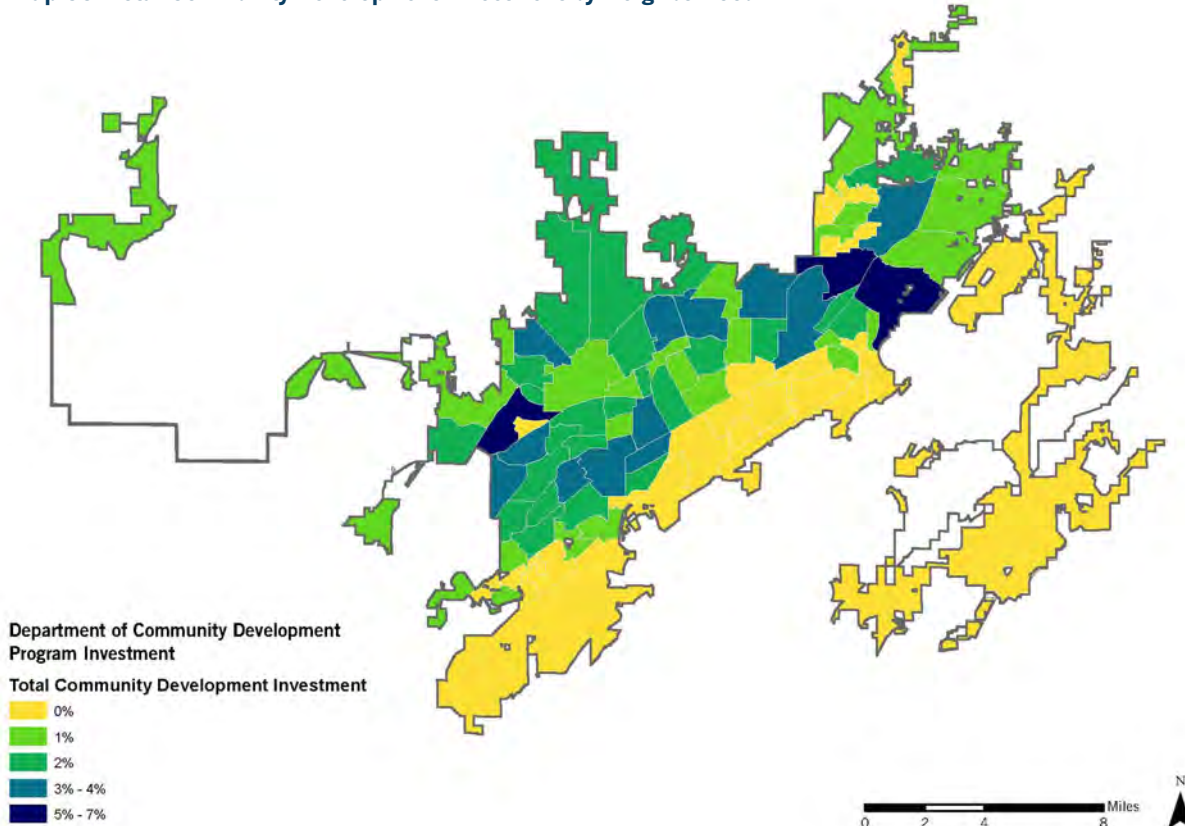 Department of Community Development
Program Investment
Total Community Development Investment
0%
1%
2%
3% - 4%
5% - 7%
N
Miles
0 2 4 8